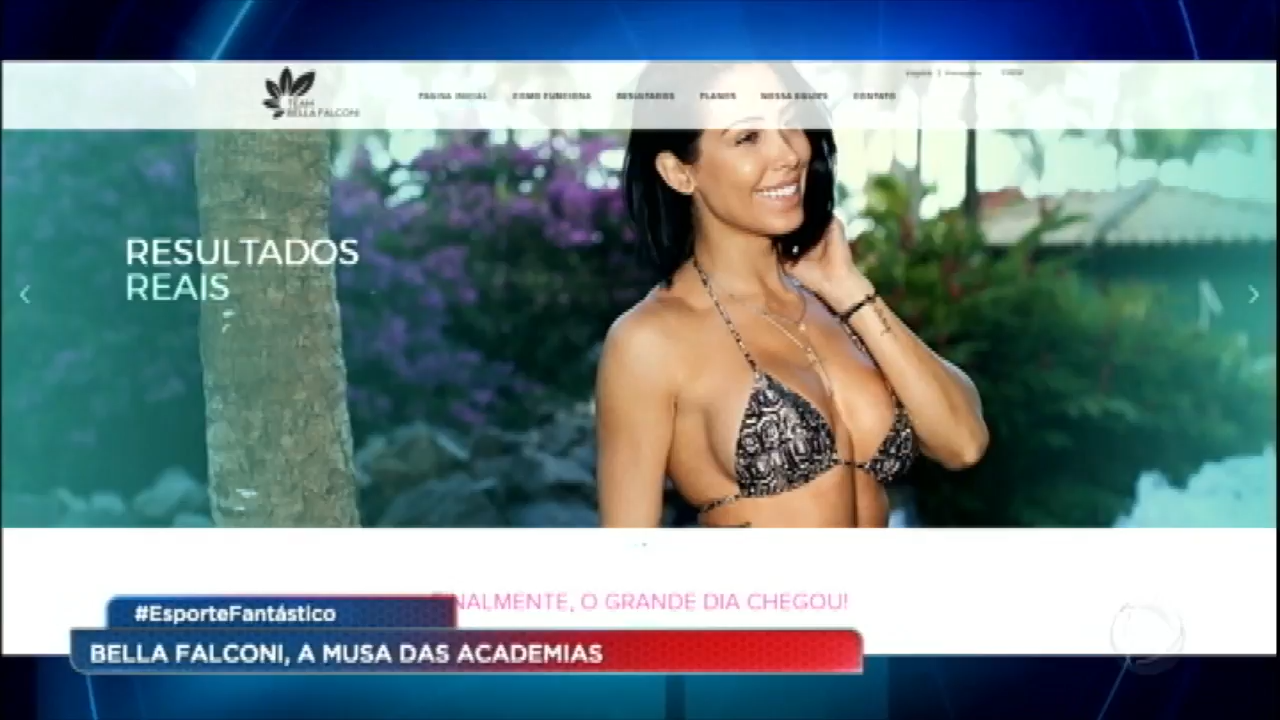 TEAM
BELLA FALCONI
PÁGINA INICIAL
COMO FUNCIONA
RESULTADOS
PLANOS
NOSSA EQUIPE
CONTATO
RESULTADOS
REAIS
FINALMENTE, O GRANDE DIA CHEGOU!
#EsporteFantástico
BELLA FALCONI, A MUSA DAS ACADEMIAS